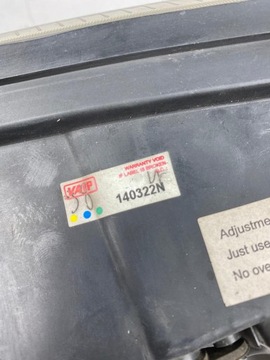 WARRANTY VOID
IF LABEL IS BROKEN
140322N
Adjustme
Just use
No ove